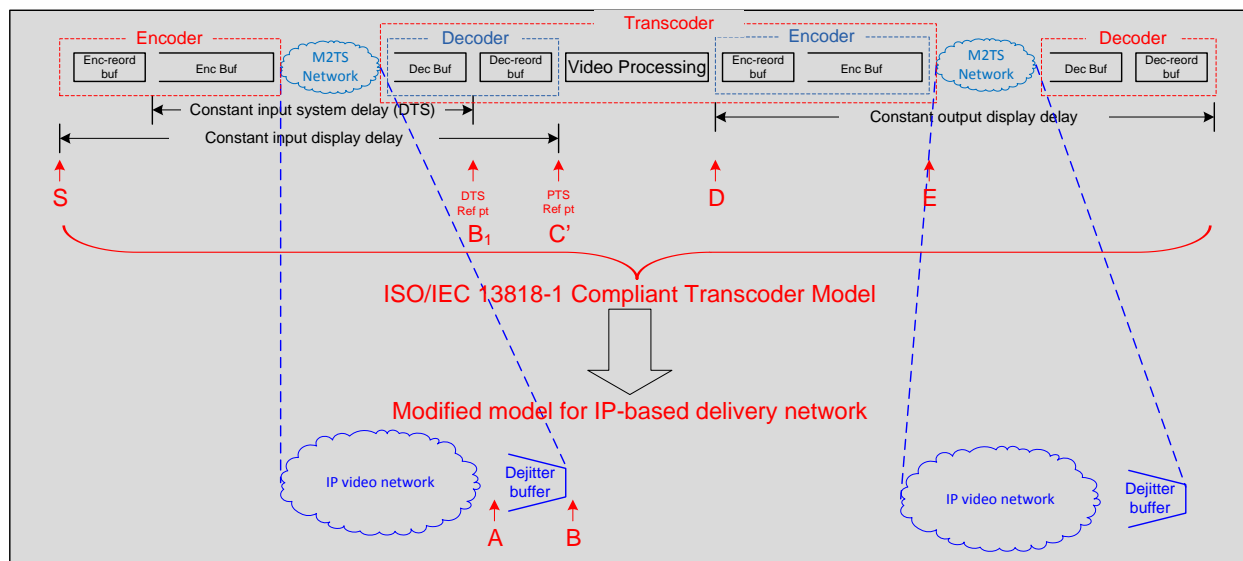 Transcoder
Encoder
M2TS
Network
Decoder
Encoder
M2TS
Network
Decoder
Enc-reord
buf
Enc Buf
Dec Buf
Dec-reord
buf
Video Processing
Enc-reord
buf
Enc Buf
Dec Buf
Dec-reord
buf
Constant input system delay (DTS)
Constant output display delay
Constant input display delay
S
DTS
Ref pt
B₁
PTS
Ref pt
C’
D
E
ISO/IEC 13818-1 Compliant Transcoder Model
Modified model for IP-based delivery network
IP video network
Dejitter
buffer
A
B
IP video network
Dejitter
buffer